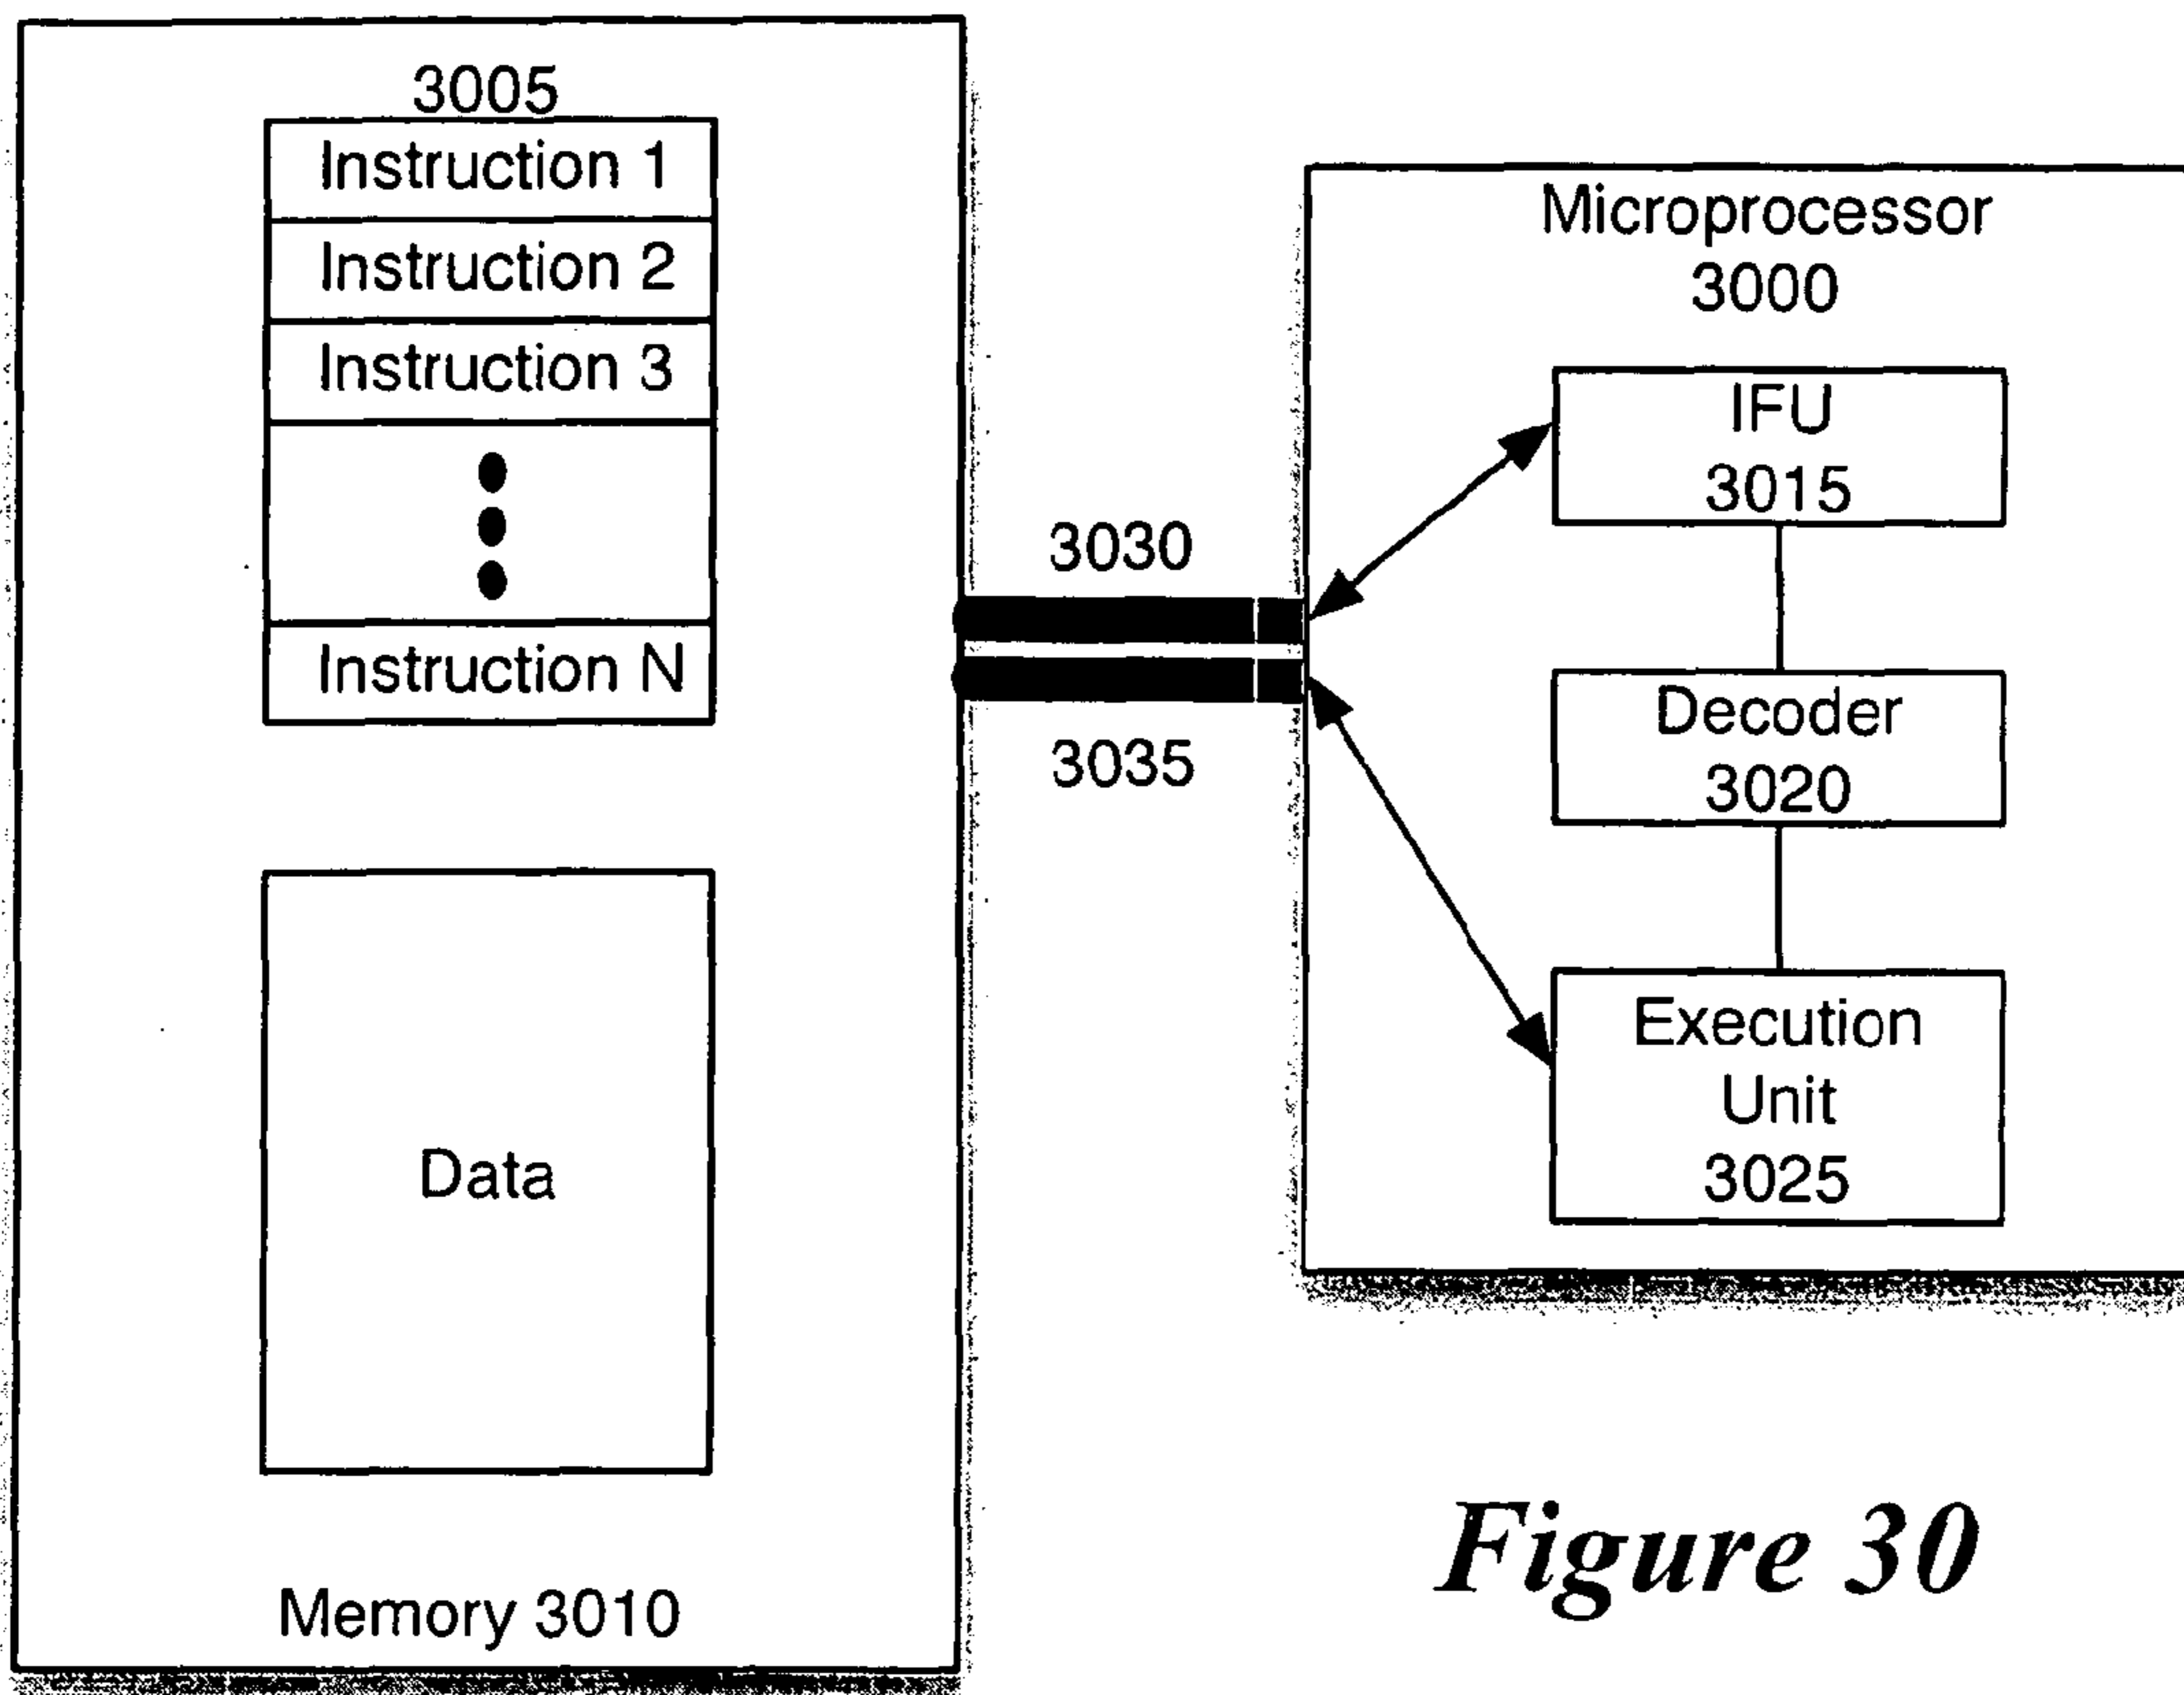 3005
Instruction 1
Instruction 2
Instruction 3
Instruction N
Data
Memory 3010
3030
3035
Microprocessor
3000
IFU
3015
Decoder
3020
Execution
Unit
3025
Figure 30